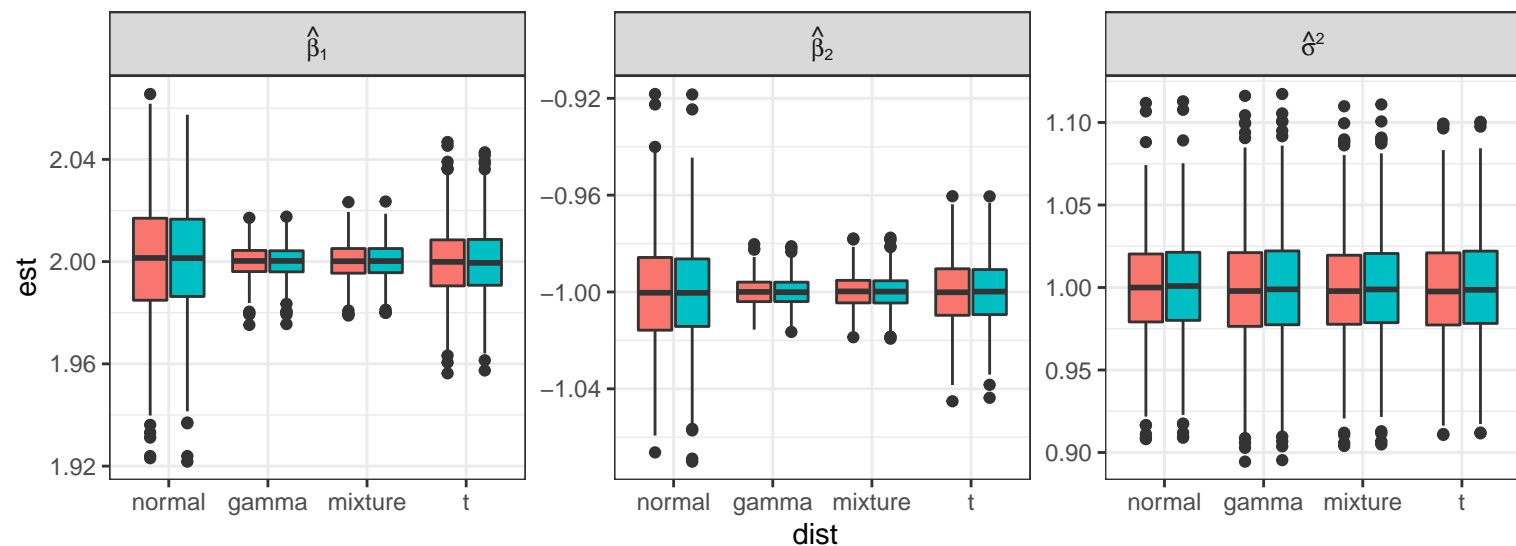 β̂₁
β̂₂
σ̂²
est
2.04
2.00
1.96
1.92
−0.92
−0.96
−1.00
−1.04
1.10
1.05
1.00
0.95
0.90
normal gamma mixture t
normal gamma mixture t
normal gamma mixture t
dist